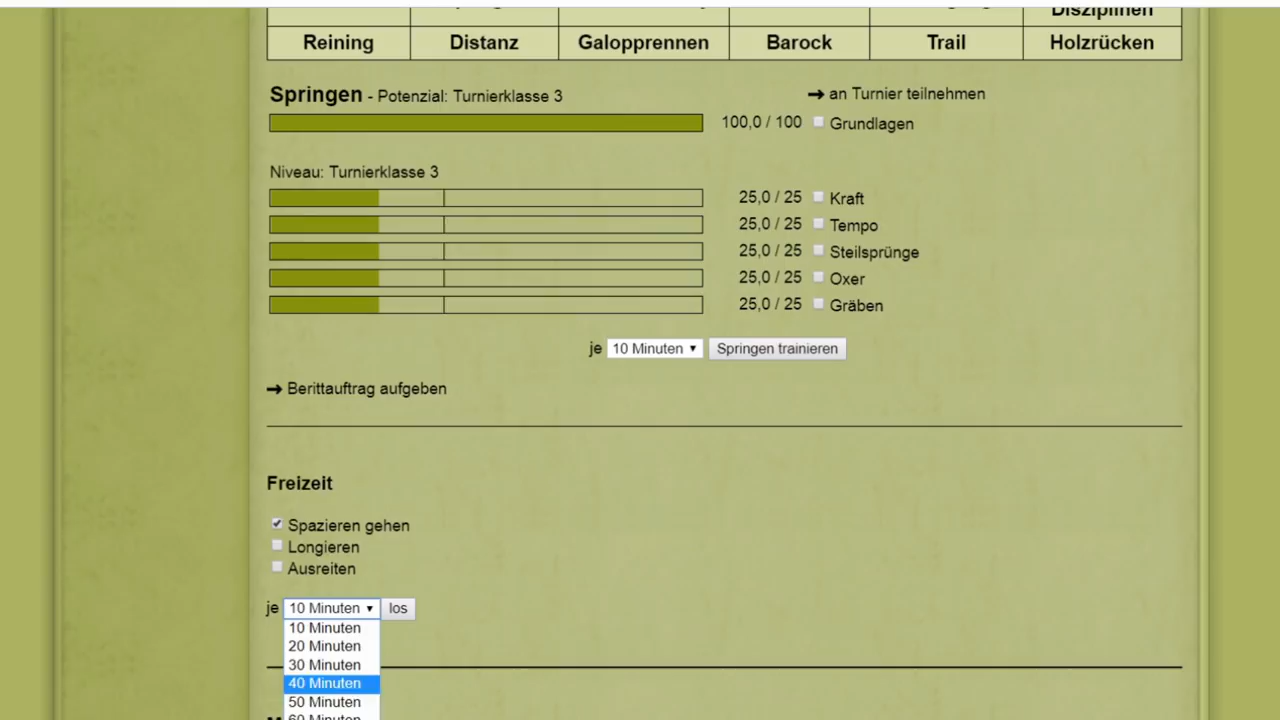 Disziplinen
Reining Distanz Galopprennen Barock Trail Holzrücken
Springen - Potenzial: Turnierklasse 3 → an Turnier teilnehmen
100,0 / 100 Grundlagen
Niveau: Turnierklasse 3
25,0 / 25 Kraft
25,0 / 25 Tempo
25,0 / 25 Steilsprünge
25,0 / 25 Oxer
25,0 / 25 Gräben
je 10 Minuten ▼ Springen trainieren
→ Berittauftrag aufgeben
Freizeit
Spazieren gehen
Longieren
Ausreiten
je 10 Minuten ▼ los
10 Minuten
20 Minuten
30 Minuten
40 Minuten
50 Minuten
60 Minuten